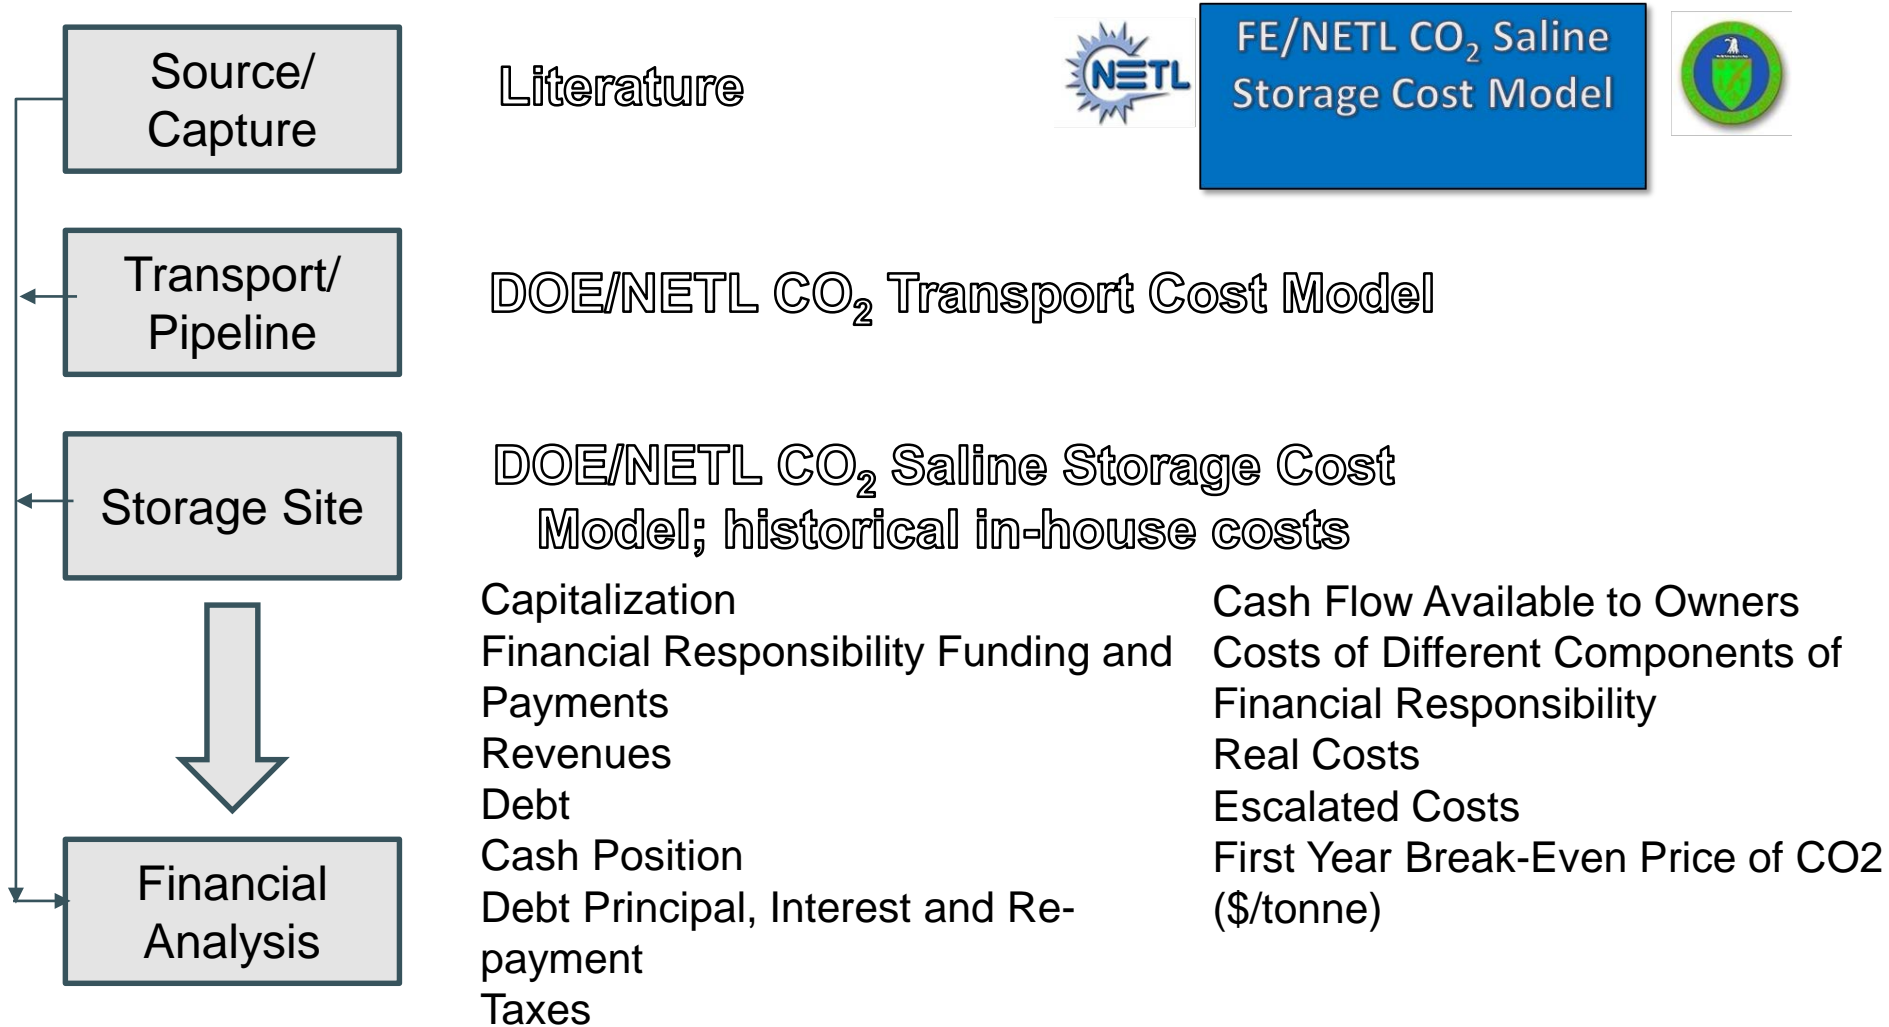 Source/
Capture
Literature
NETL
FE/NETL CO₂ Saline
Storage Cost Model
Transport/
Pipeline
DOE/NETL CO₂ Transport Cost Model
Storage Site
DOE/NETL CO₂ Saline Storage Cost
Model; historical in-house costs
Financial
Analysis
Capitalization
Financial Responsibility Funding and
Payments
Revenues
Debt
Cash Position
Debt Principal, Interest and Re-
payment
Taxes
Cash Flow Available to Owners
Costs of Different Components of
Financial Responsibility
Real Costs
Escalated Costs
First Year Break-Even Price of CO2
($/tonne)